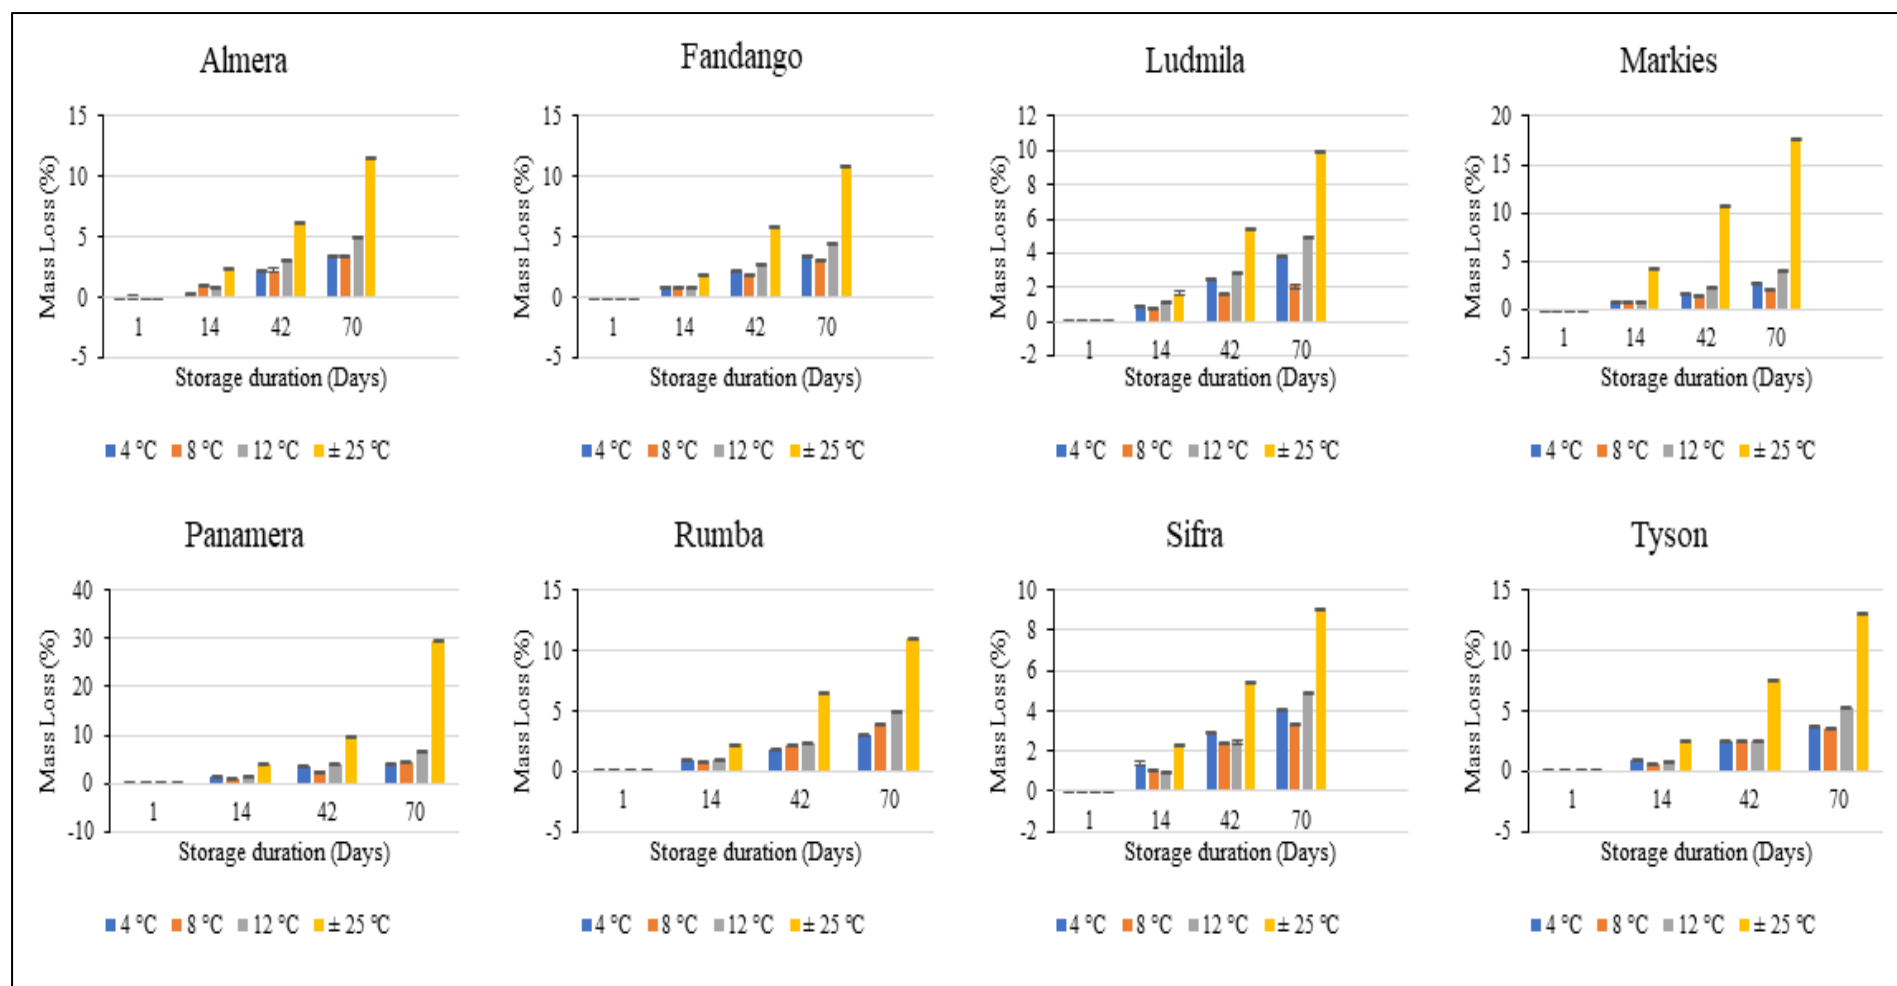 Almera
Mass Loss (%)
15
10
5
0
-5
1 14 42 70
Storage duration (Days)
4 °C 8 °C 12 °C ± 25 °C
Fandango
Mass Loss (%)
15
10
5
0
-5
1 14 42 70
Storage duration (Days)
4 °C 8 °C 12 °C ± 25 °C
Ludmila
Mass Loss (%)
12
10
8
6
4
2
0
-2
1 14 42 70
Storage duration (Days)
4 °C 8 °C 12 °C ± 25 °C
Markies
Mass Loss (%)
20
15
10
5
0
-5
1 14 42 70
Storage duration (Days)
4 °C 8 °C 12 °C ± 25 °C
Panamera
Mass Loss (%)
40
30
20
10
0
-10
1 14 42 70
Storage duration (Days)
4 °C 8 °C 12 °C ± 25 °C
Rumba
Mass Loss (%)
15
10
5
0
-5
1 14 42 70
Storage duration (Days)
4 °C 8 °C 12 °C ± 25 °C
Sifra
Mass Loss (%)
10
8
6
4
2
0
-2
1 14 42 70
Storage duration (Days)
4 °C 8 °C 12 °C ± 25 °C
Tyson
Mass Loss (%)
15
10
5
0
-5
1 14 42 70
Storage duration (Days)
4 °C 8 °C 12 °C ± 25 °C